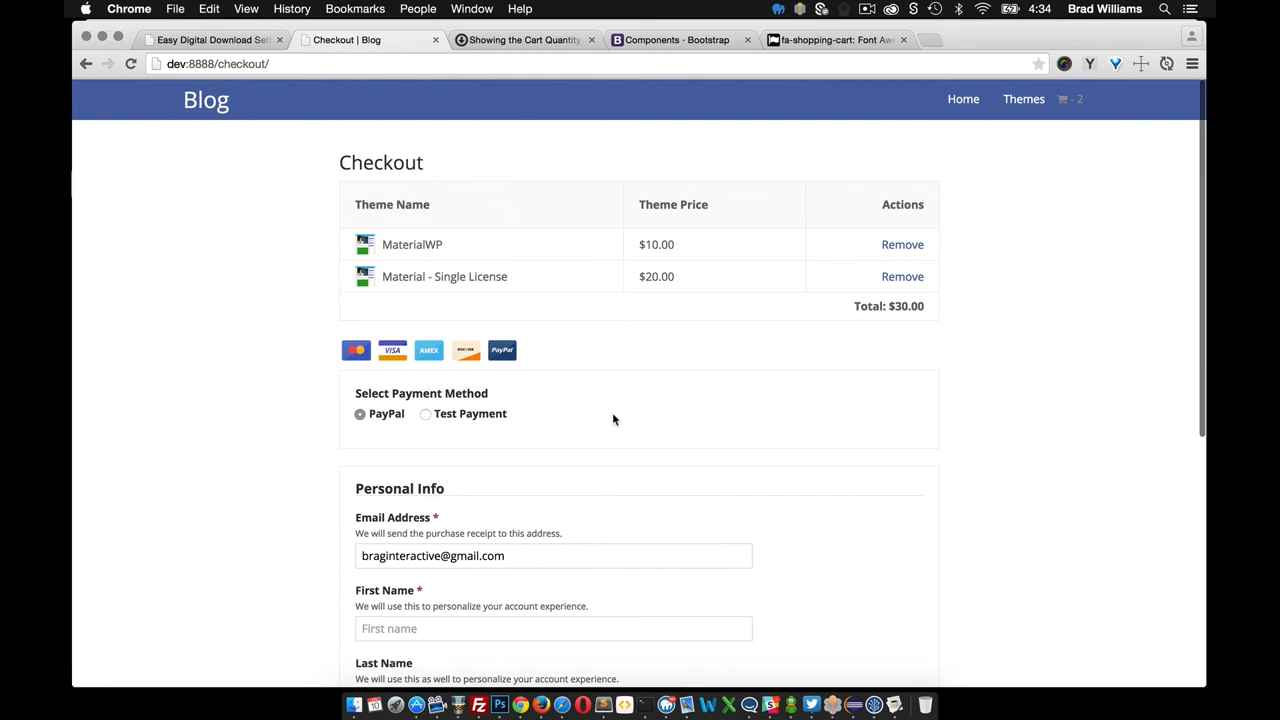 Chrome File Edit View History Bookmarks People Window Help 4:34 Brad Williams
Easy Digital Download Set Checkout | Blog Showing the Cart Quantity Components - Bootstrap fa-shopping-cart: Font Aw
dev:8888/checkout/
Blog Home Themes - 2
Checkout
Theme Name Theme Price Actions
MaterialWP $10.00 Remove
Material - Single License $20.00 Remove
Total: $30.00
VISA AMEX DISCOVER PayPal
Select Payment Method
PayPal Test Payment
Personal Info
Email Address *
We will send the purchase receipt to this address.
braginteractive@gmail.com
First Name *
We will use this to personalize your account experience.
First name
Last Name
We will use this as well to personalize your account experience.